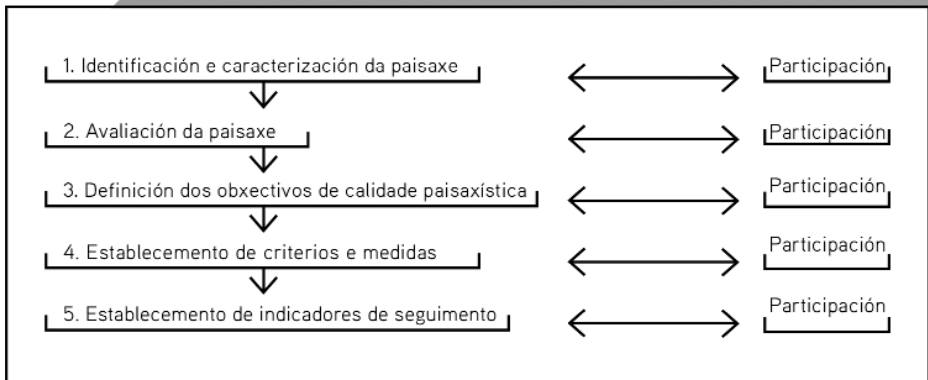 1. Identificación e caracterización da paisaxe
Participación
2. Avaliación da paisaxe
Participación
3. Definición dos obxectivos de calidade paisaxística
Participación
4. Establecemento de criterios e medidas
Participación
5. Establecemento de indicadores de seguimento
Participación